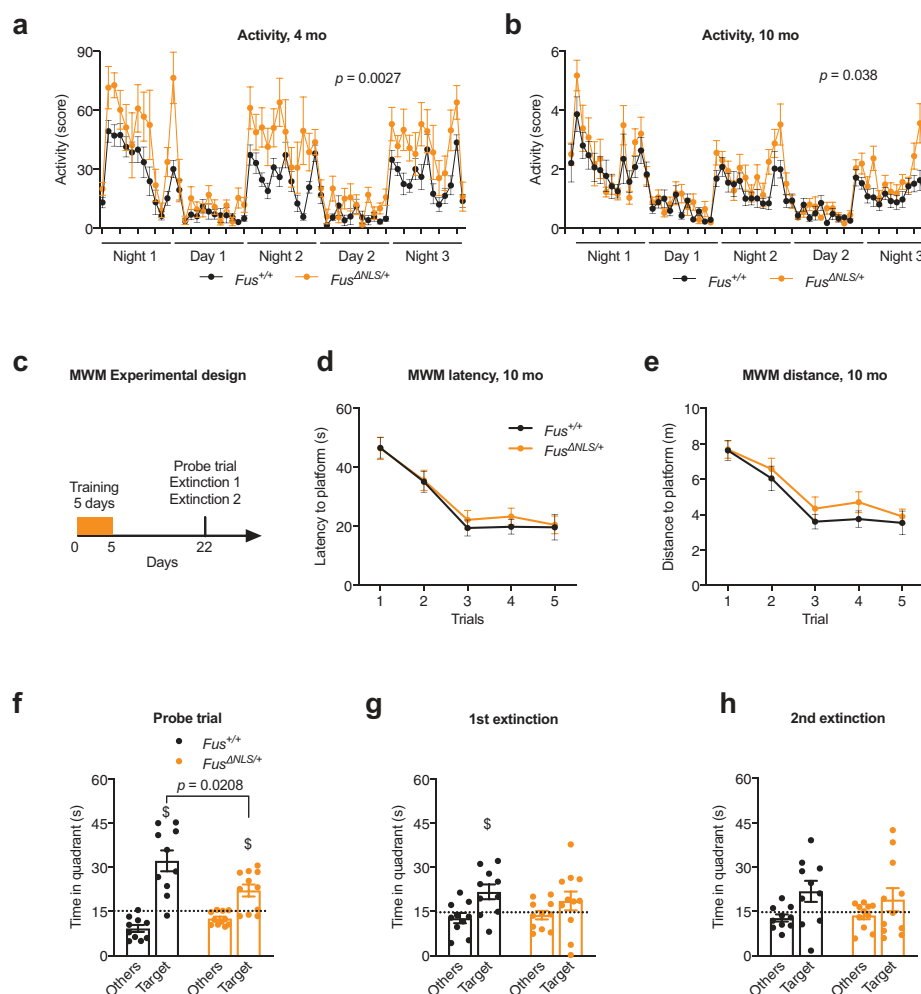 a
Activity, 4 mo
90
60
30
0
Activity (score)
p = 0.0027
Night 1 Day 1 Night 2 Day 2 Night 3
Fus+/+ FusΔNLS/+
b
Activity, 10 mo
6
4
2
0
Activity (score)
p = 0.038
Night 1 Day 1 Night 2 Day 2 Night 3
Fus+/+ FusΔNLS/+
c
MWM Experimental design
Training
5 days
Probe trial
Extinction 1
Extinction 2
0 5 22
Days
d
MWM latency, 10 mo
60
40
20
0
Latency to platform (s)
Fus+/+
FusΔNLS/+
1 2 3 4 5
Trials
e
MWM distance, 10 mo
10
8
6
4
2
0
Distance to platform (m)
1 2 3 4 5
Trial
f
Probe trial
Fus+/+
FusΔNLS/+
p = 0.0208
60
45
30
15
0
Time in quadrant (s)
$
$
Others Target Others Target
g
1st extinction
60
45
30
15
0
Time in quadrant (s)
$
Others Target Others Target
h
2nd extinction
60
45
30
15
0
Time in quadrant (s)
Others Target Others Target